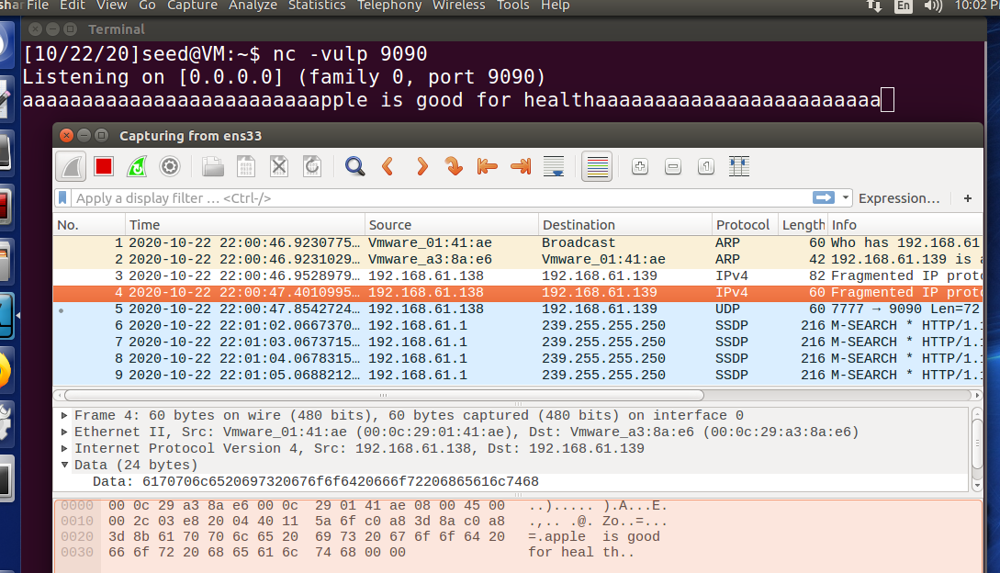 File Edit View Go Capture Analyze Statistics Telephony Wireless Tools Help En 10:02
Terminal
[10/22/20]seed@VM:~$ nc -vulp 9090
Listening on [0.0.0.0] (family 0, port 9090)
aaaaaaaaaaaaaaaaaaaaaaaaapple is good for healthaaaaaaaaaaaaaaaaaaaaaaaa
Capturing from ens33
Apply a display filter … <Ctrl-/> Expression… +
No. Time Source Destination Protocol Length Info
1 2020-10-22 22:00:46.9230775… Vmware_01:41:ae Broadcast ARP 60 Who has 192.168.61
2 2020-10-22 22:00:46.9231029… Vmware_a3:8a:e6 Vmware_01:41:ae ARP 42 192.168.61.139 is
3 2020-10-22 22:00:46.9528979… 192.168.61.138 192.168.61.139 IPv4 82 Fragmented IP proto
4 2020-10-22 22:00:47.4010995… 192.168.61.138 192.168.61.139 IPv4 60 Fragmented IP proto
5 2020-10-22 22:00:47.8542724… 192.168.61.138 192.168.61.139 UDP 60 7777 → 9090 Len=72
6 2020-10-22 22:01:02.0667370… 192.168.61.1 239.255.255.250 SSDP 216 M-SEARCH * HTTP/1.
7 2020-10-22 22:01:03.0673715… 192.168.61.1 239.255.255.250 SSDP 216 M-SEARCH * HTTP/1.
8 2020-10-22 22:01:04.0678315… 192.168.61.1 239.255.255.250 SSDP 216 M-SEARCH * HTTP/1.
9 2020-10-22 22:01:05.0688212… 192.168.61.1 239.255.255.250 SSDP 216 M-SEARCH * HTTP/1.
Frame 4: 60 bytes on wire (480 bits), 60 bytes captured (480 bits) on interface 0
Ethernet II, Src: Vmware_01:41:ae (00:0c:29:01:41:ae), Dst: Vmware_a3:8a:e6 (00:0c:29:a3:8a:e6)
Internet Protocol Version 4, Src: 192.168.61.138, Dst: 192.168.61.139
Data (24 bytes)
Data: 6170706c6520697320676f6f6420666f72206865616c7468
0000 00 0c 29 a3 8a e6 00 0c 29 01 41 ae 08 00 45 00 ..)..... ).A...E.
0010 00 2c 03 e8 20 04 40 11 5a 6f c0 a8 3d 8a c0 a8 .,.. .@. Zo..=...
0020 3d 8b 61 70 70 6c 65 20 69 73 20 67 6f 6f 64 20 =.apple is good
0030 66 6f 72 20 68 65 61 6c 74 68 00 00 for heal th..